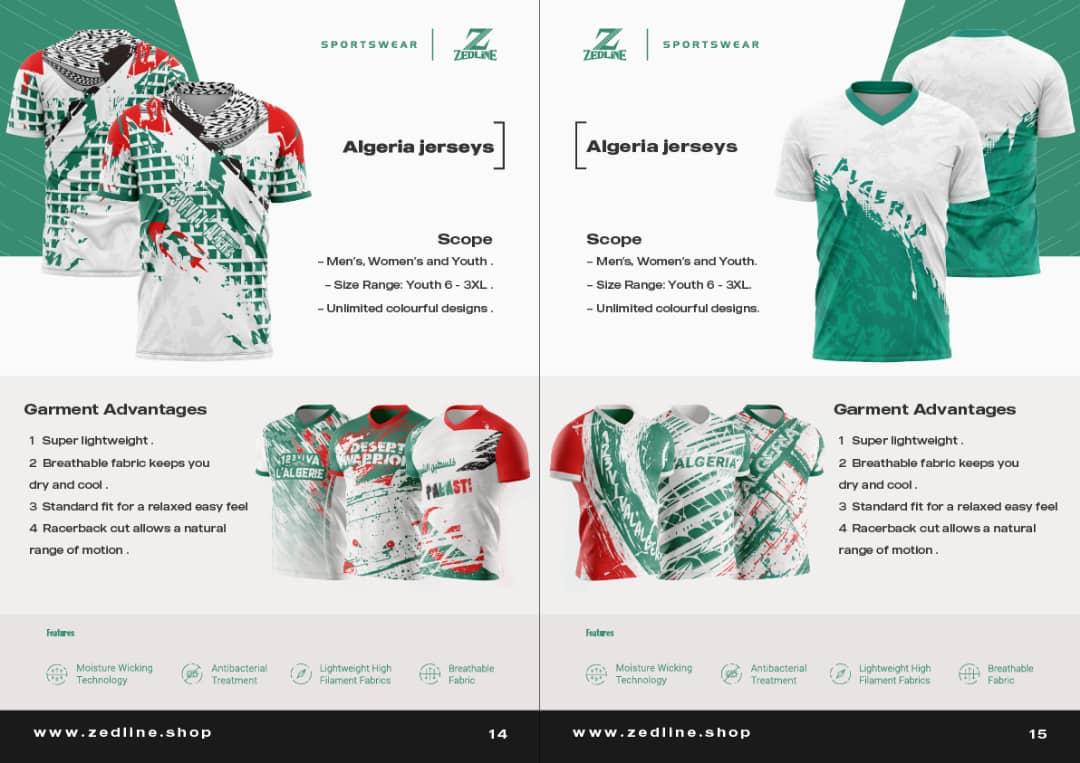 SPORTSWEAR
Z
ZEDLINE
Algeria jerseys
Scope
– Men's, Women's and Youth .
– Size Range: Youth 6 - 3XL .
– Unlimited colourful designs .
Garment Advantages
1 Super lightweight .
2 Breathable fabric keeps you
dry and cool .
3 Standard fit for a relaxed easy feel
4 Racerback cut allows a natural
range of motion .
1 2 3 VIVA
L'ALGERIE
DESERT
WARRIOR
Features
Moisture Wicking
Technology
Antibacterial
Treatment
Lightweight High
Filament Fabrics
Breathable
Fabric
www.zedline.shop
14
Z
ZEDLINE
SPORTSWEAR
Algeria jerseys
ALGERIA
Scope
– Men's, Women's and Youth.
– Size Range: Youth 6 - 3XL.
– Unlimited colourful designs.
ALGERIA
Garment Advantages
1 Super lightweight .
2 Breathable fabric keeps you
dry and cool .
3 Standard fit for a relaxed easy feel
4 Racerback cut allows a natural
range of motion .
Features
Moisture Wicking
Technology
Antibacterial
Treatment
Lightweight High
Filament Fabrics
Breathable
Fabric
www.zedline.shop
15